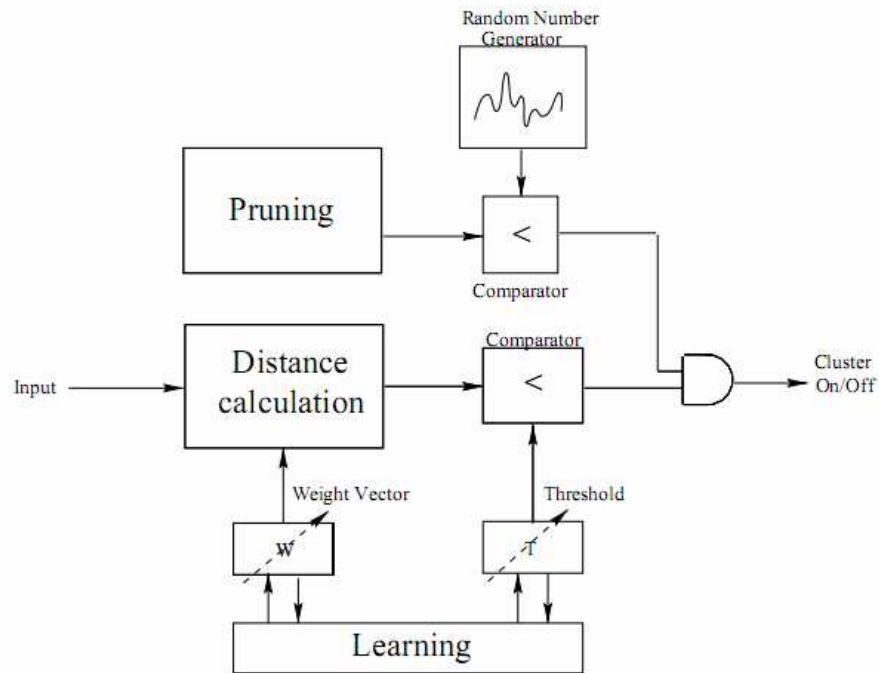 Random Number
Generator
Pruning
<
Comparator
Comparator
Distance
calculation
<
Input
Cluster
On/Off
Weight Vector
Threshold
W
T
Learning